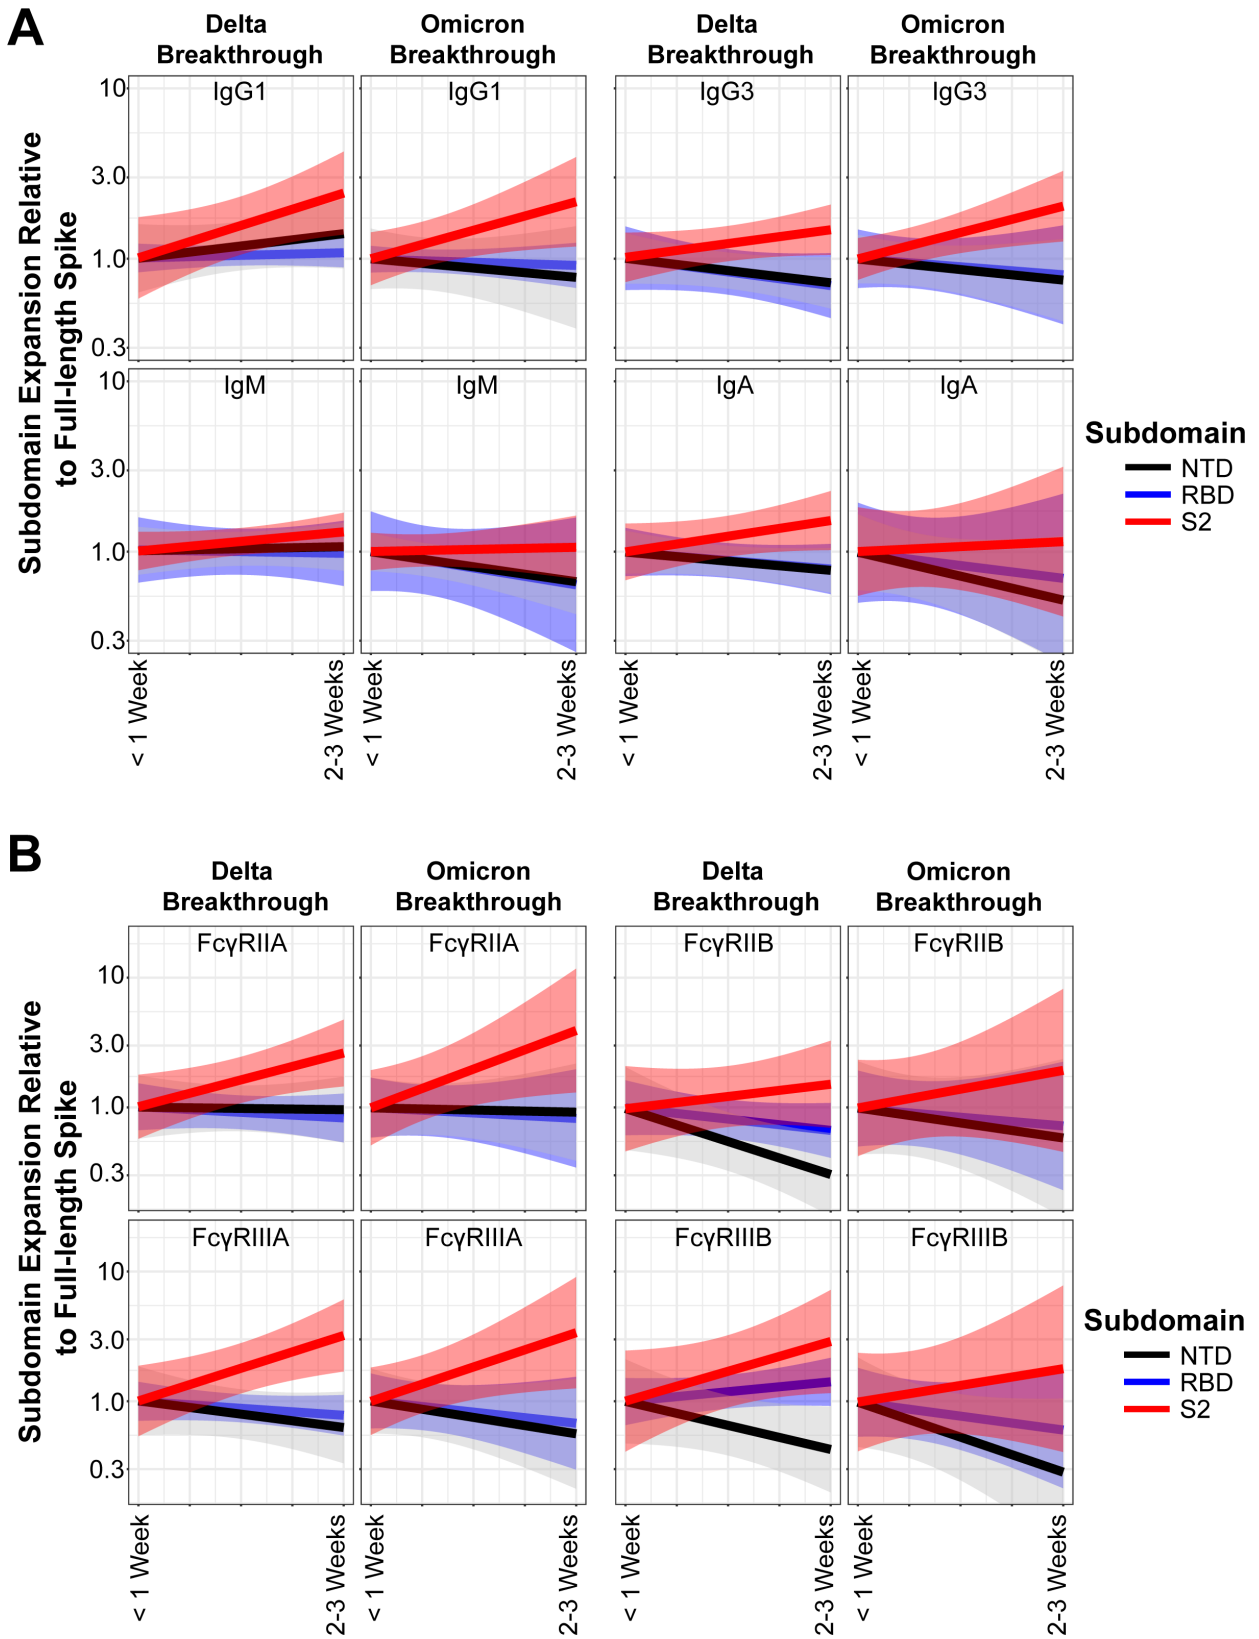 A
Delta
Breakthrough
Omicron
Breakthrough
Delta
Breakthrough
Omicron
Breakthrough
Subdomain Expansion Relative
to Full-length Spike
10
3.0
1.0
0.3
IgG1
IgG1
IgG3
IgG3
10
3.0
1.0
0.3
IgM
IgM
IgA
IgA
< 1 Week
2-3 Weeks
< 1 Week
2-3 Weeks
< 1 Week
2-3 Weeks
< 1 Week
2-3 Weeks
Subdomain
NTD
RBD
S2
B
Delta
Breakthrough
Omicron
Breakthrough
Delta
Breakthrough
Omicron
Breakthrough
Subdomain Expansion Relative
to Full-length Spike
10
3.0
1.0
0.3
FcγRIIA
FcγRIIA
FcγRIIB
FcγRIIB
10
3.0
1.0
0.3
FcγRIIIA
FcγRIIIA
FcγRIIIB
FcγRIIIB
< 1 Week
2-3 Weeks
< 1 Week
2-3 Weeks
< 1 Week
2-3 Weeks
< 1 Week
2-3 Weeks
Subdomain
NTD
RBD
S2